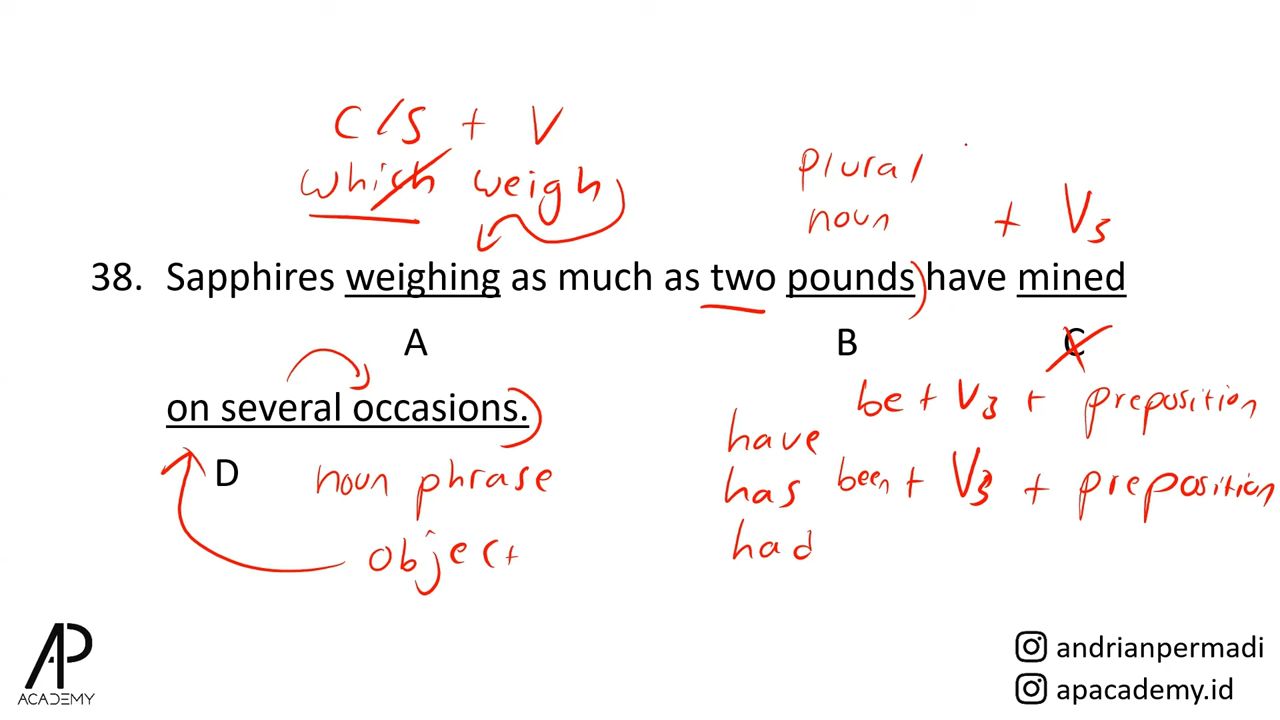 C/S + V
which weigh
plural
noun + V3
38. Sapphires weighing as much as two pounds) have mined
A B C
on several occasions.)
be + V3 + preposition
have
D noun phrase
has been + V3 + preposition
object
had
AP
ACADEMY
andrianpermadi
apacademy.id